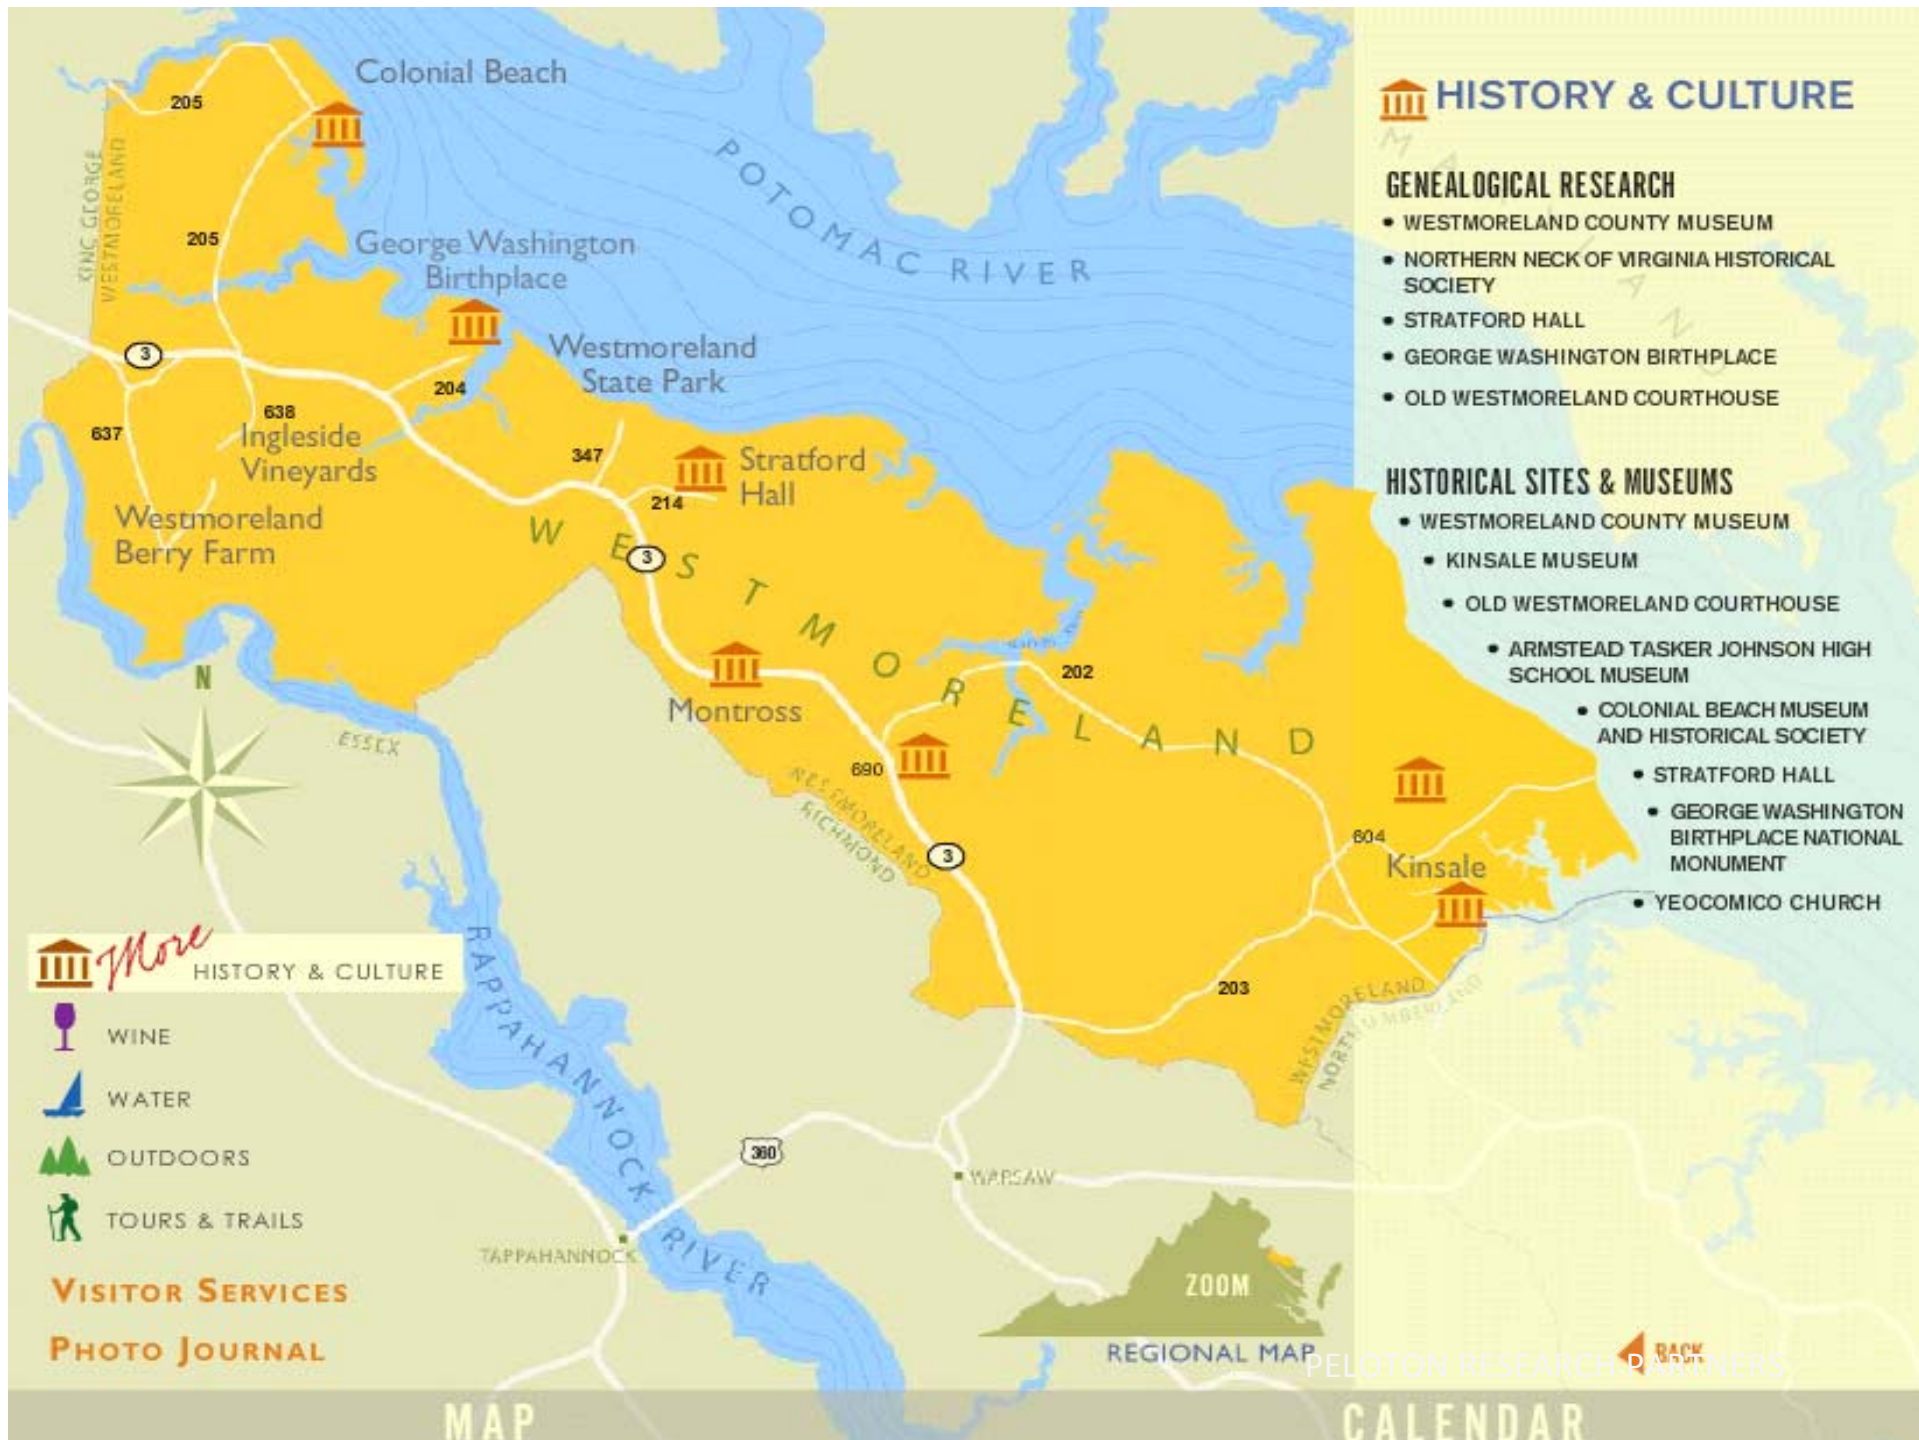 Colonial Beach
205
KING GEORGE
WESTMORELAND
POTOMAC RIVER
205
George Washington
Birthplace
Westmoreland
State Park
3
204
637
638
Ingleside
Vineyards
347
214
Stratford
Hall
Westmoreland
Berry Farm
WESTMORELAND
3
202
Montross
690
N
ESSEX
WESTMORELAND
RICHMOND
3
604
Kinsale
203
WESTMORELAND
NORTHUMBERLAND
RAPPAHANNOCK RIVER
360
WARSAW
TAPPAHANNOCK
More
HISTORY & CULTURE
WINE
WATER
OUTDOORS
TOURS & TRAILS
VISITOR SERVICES
PHOTO JOURNAL
ZOOM
REGIONAL MAP
HISTORY & CULTURE
MARYLAND
GENEALOGICAL RESEARCH
• WESTMORELAND COUNTY MUSEUM
• NORTHERN NECK OF VIRGINIA HISTORICAL
SOCIETY
• STRATFORD HALL
• GEORGE WASHINGTON BIRTHPLACE
• OLD WESTMORELAND COURTHOUSE
HISTORICAL SITES & MUSEUMS
• WESTMORELAND COUNTY MUSEUM
• KINSALE MUSEUM
• OLD WESTMORELAND COURTHOUSE
• ARMSTEAD TASKER JOHNSON HIGH
SCHOOL MUSEUM
• COLONIAL BEACH MUSEUM
AND HISTORICAL SOCIETY
• STRATFORD HALL
• GEORGE WASHINGTON
BIRTHPLACE NATIONAL
MONUMENT
• YEOCOMICO CHURCH
BACK
PELOTON RESEARCH PARTNERS
MAP
CALENDAR